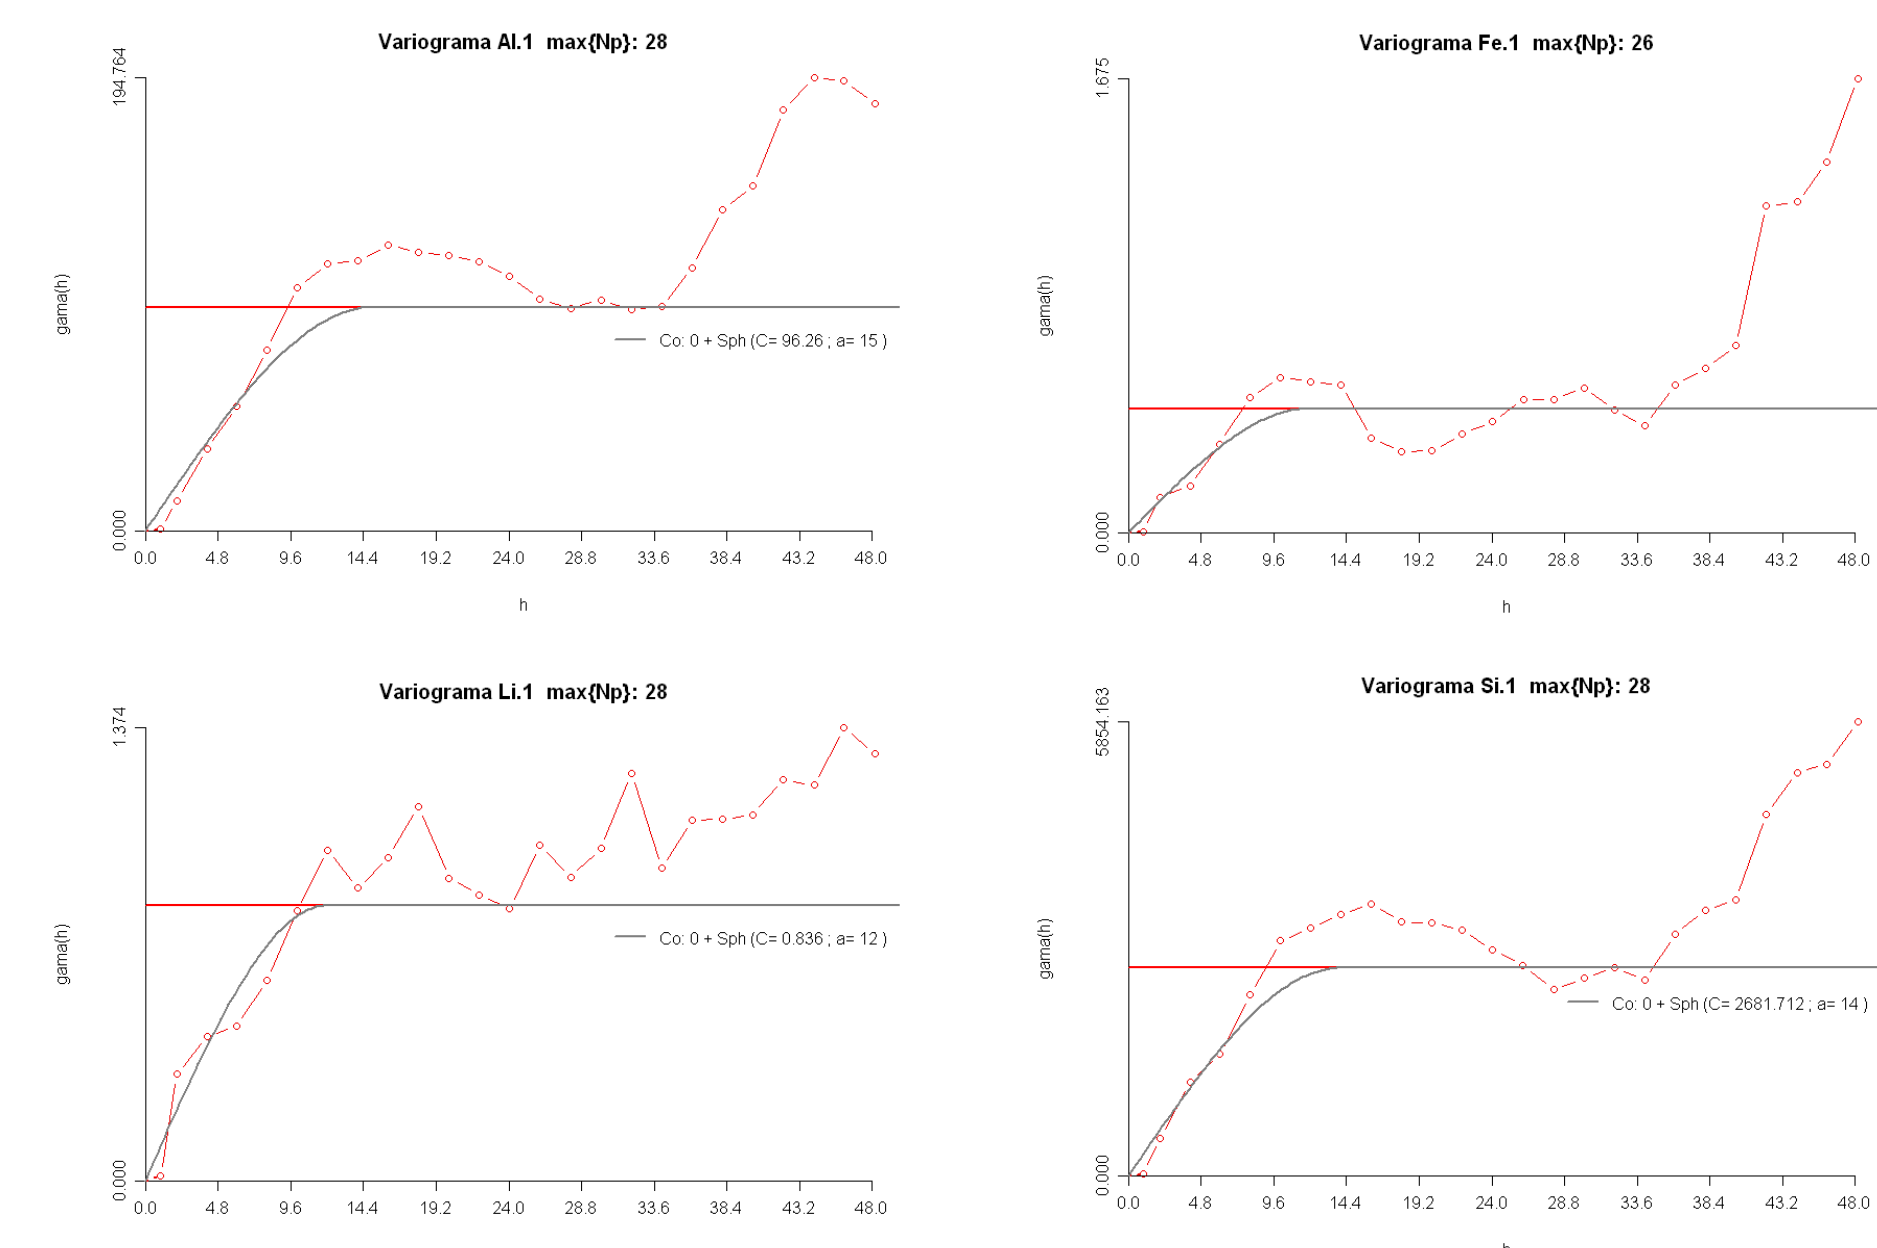 Variograma Al.1 max{Np}: 28
194.764
gama(h)
0.000
Co: 0 + Sph (C= 96.26 ; a= 15 )
0.0 4.8 9.6 14.4 19.2 24.0 28.8 33.6 38.4 43.2 48.0
h
Variograma Fe.1 max{Np}: 26
1.675
gama(h)
0.000
0.0 4.8 9.6 14.4 19.2 24.0 28.8 33.6 38.4 43.2 48.0
h
Variograma Li.1 max{Np}: 28
1.374
gama(h)
0.000
Co: 0 + Sph (C= 0.836 ; a= 12 )
0.0 4.8 9.6 14.4 19.2 24.0 28.8 33.6 38.4 43.2 48.0
Variograma Si.1 max{Np}: 28
5854.163
gama(h)
0.000
Co: 0 + Sph (C= 2681.712 ; a= 14 )
0.0 4.8 9.6 14.4 19.2 24.0 28.8 33.6 38.4 43.2 48.0